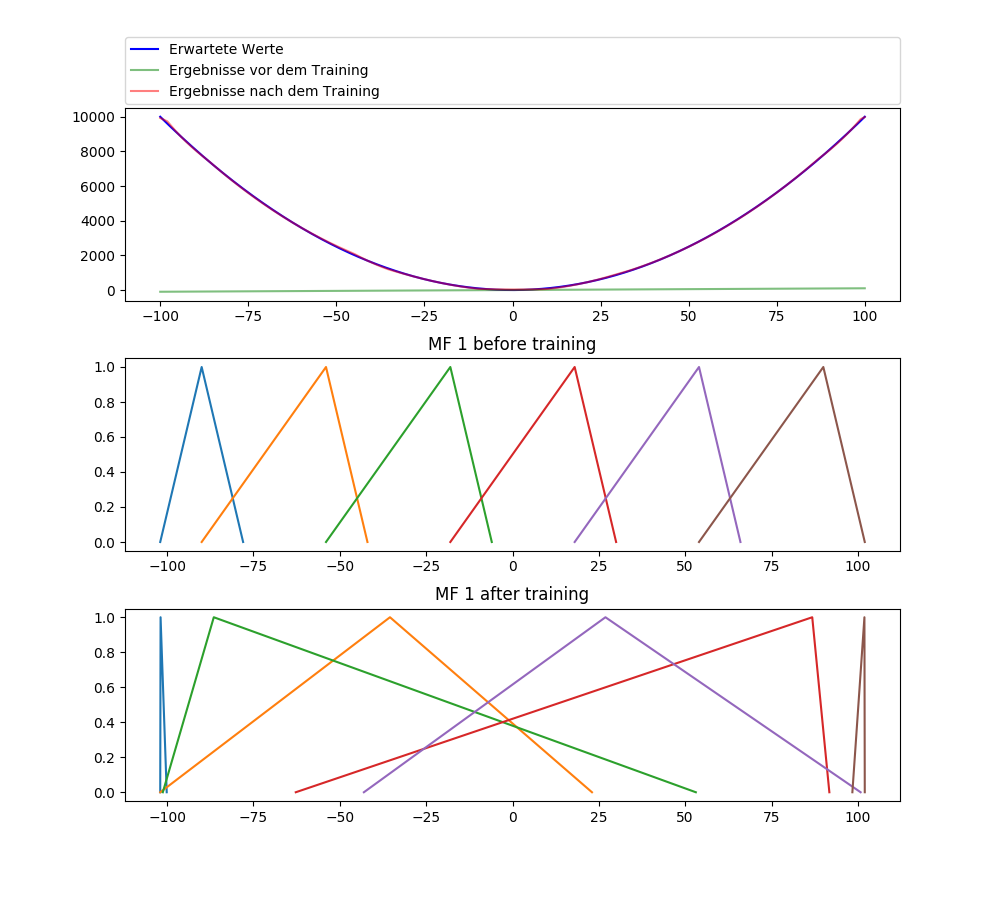 Erwartete Werte
Ergebnisse vor dem Training
Ergebnisse nach dem Training
10000
8000
6000
4000
2000
0
−100 −75 −50 −25 0 25 50 75 100
MF 1 before training
1.0
0.8
0.6
0.4
0.2
0.0
−100 −75 −50 −25 0 25 50 75 100
MF 1 after training
1.0
0.8
0.6
0.4
0.2
0.0
−100 −75 −50 −25 0 25 50 75 100